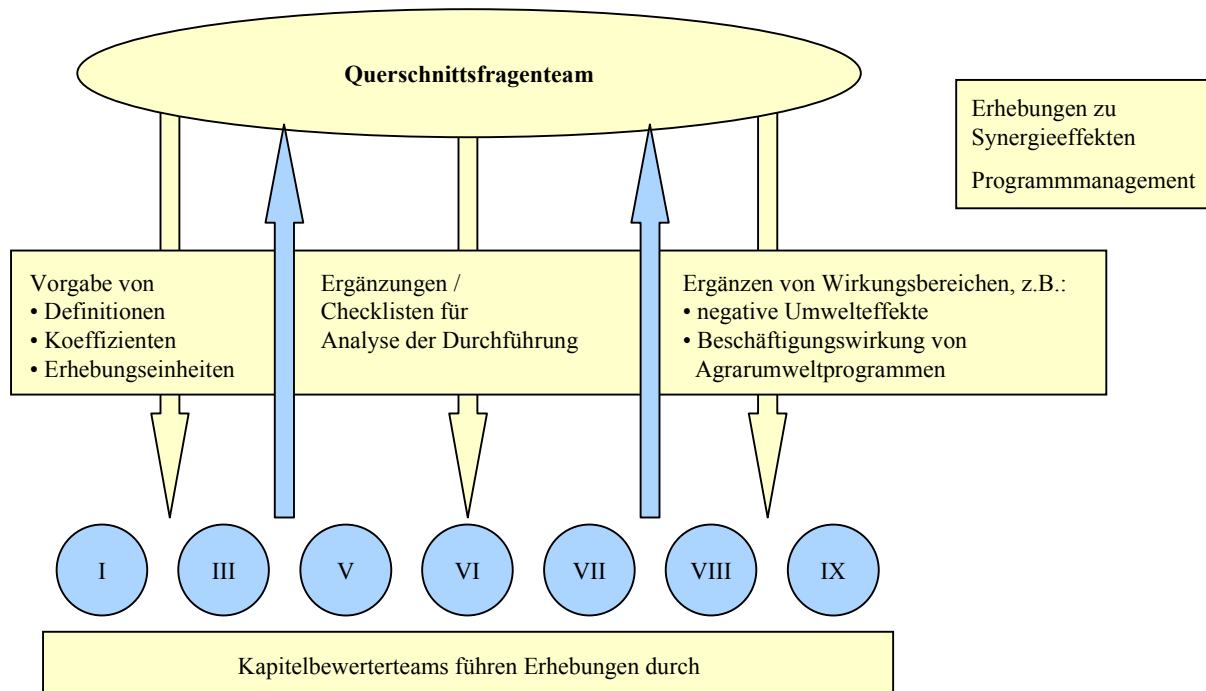 Querschnittsfragenteam
Erhebungen zu
Synergieeffekten
Programmmanagement
Vorgabe von
• Definitionen
• Koeffizienten
• Erhebungseinheiten
Ergänzungen /
Checklisten für
Analyse der Durchführung
Ergänzen von Wirkungsbereichen, z.B.:
• negative Umwelteffekte
• Beschäftigungswirkung von
Agrarumweltprogrammen
I
III
V
VI
VII
VIII
IX
Kapitelbewerterteams führen Erhebungen durch